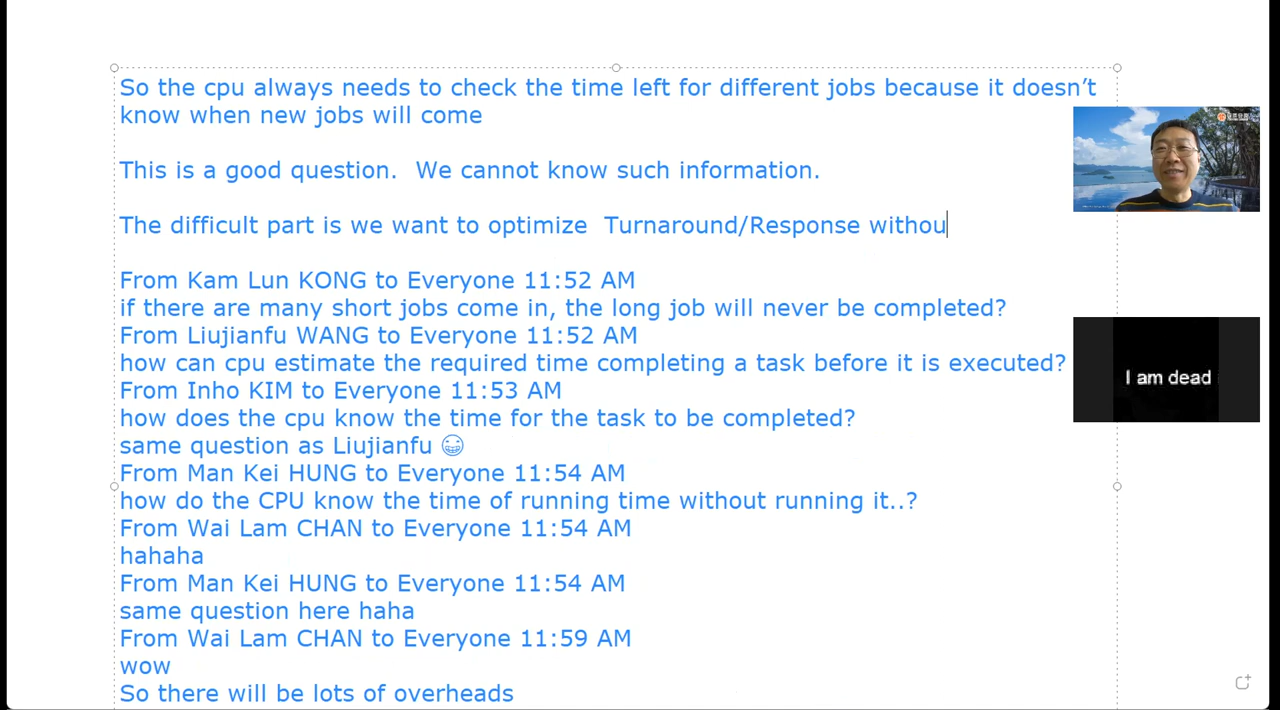 So the cpu always needs to check the time left for different jobs because it doesn’t
know when new jobs will come
This is a good question.  We cannot know such information.
The difficult part is we want to optimize  Turnaround/Response withou
From Kam Lun KONG to Everyone 11:52 AM
if there are many short jobs come in, the long job will never be completed?
From Liujianfu WANG to Everyone 11:52 AM
how can cpu estimate the required time completing a task before it is executed?
From Inho KIM to Everyone 11:53 AM
how does the cpu know the time for the task to be completed?
same question as Liujianfu 😁
From Man Kei HUNG to Everyone 11:54 AM
how do the CPU know the time of running time without running it..?
From Wai Lam CHAN to Everyone 11:54 AM
hahaha
From Man Kei HUNG to Everyone 11:54 AM
same question here haha
From Wai Lam CHAN to Everyone 11:59 AM
wow
So there will be lots of overheads
I am dead